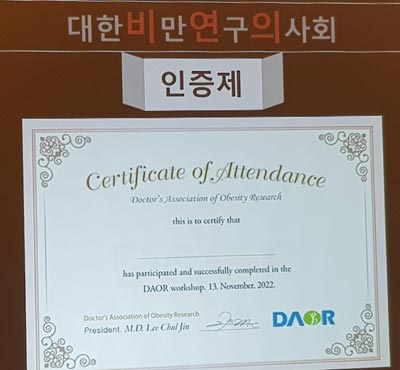 대한비만연구의사회
인증제
Certificate of Attendance
Doctor's Association of Obesity Research
this is to certify that
has participated and successfully completed in the
DAOR workshop. 13. November. 2022.
Doctor's Association of Obesity Research
President. M.D. Lee Chul Jin
DAOR